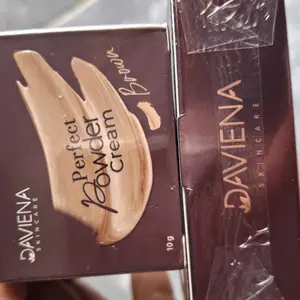 Perfect
Powder
Cream
Brown
DAVIENA
SKINCARE
10g
DAVIENA
SKINCARE